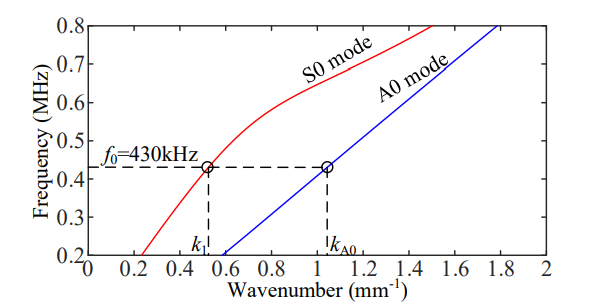 0.8
0.7
0.6
0.5
0.4
0.3
0.2
Frequency (MHz)
S0 mode
A0 mode
f₀=430kHz
k₁
k_A0
0 0.2 0.4 0.6 0.8 1 1.2 1.4 1.6 1.8 2
Wavenumber (mm⁻¹)